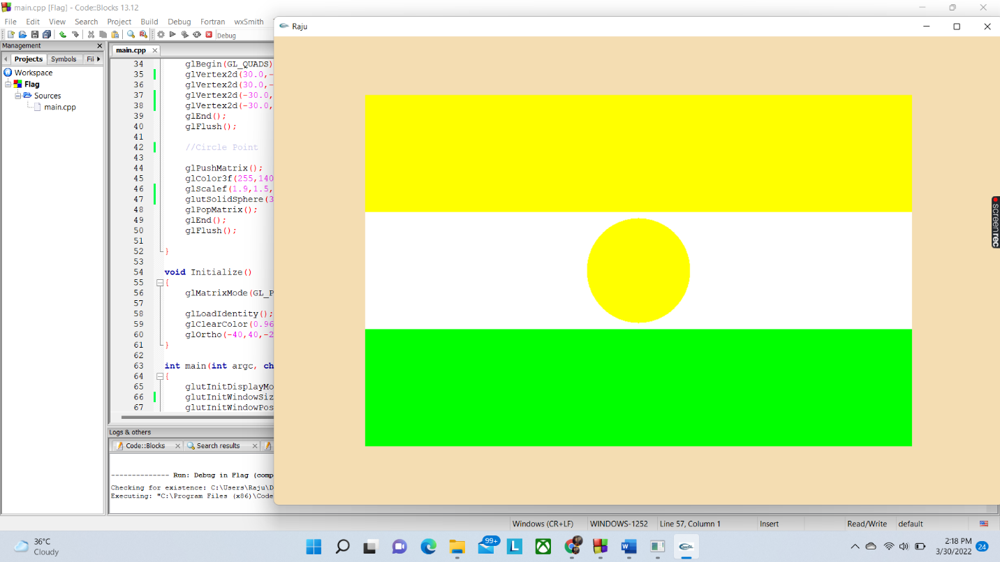 main.cpp [Flag] - Code::Blocks 13.12
File Edit View Search Project Build Debug Fortran wxSmith
Debug
Management
Projects Symbols Fil
Workspace
Flag
Sources
main.cpp
main.cpp
34 glBegin(GL_QUADS)
35 glVertex2d(30.0,-
36 glVertex2d(30.0,-
37 glVertex2d(-30.0,
38 glVertex2d(-30.0,
39 glEnd();
40 glFlush();
41
42 //Circle Point
43
44 glPushMatrix();
45 glColor3f(255,140
46 glScalef(1.9,1.5,
47 glutSolidSphere(3
48 glPopMatrix();
49 glEnd();
50 glFlush();
51
52 }
53
54 void Initialize()
55 {
56 glMatrixMode(GL_P
57
58 glLoadIdentity();
59 glClearColor(0.96
60 glOrtho(-40,40,-2
61 }
62
63 int main(int argc, ch
64 {
65 glutInitDisplayMo
66 glutInitWindowSiz
67 glutInitWindowPos
Raju
screenrec
Logs & others
Code::Blocks Search results
-------------- Run: Debug in Flag (comp
Checking for existence: C:\Users\Raju\D
Executing: "C:\Program Files (x86)\Code
Windows (CR+LF) WINDOWS-1252 Line 57, Column 1 Insert Read/Write default
36°C
Cloudy
99+
L
W
2:18 PM
3/30/2022
24